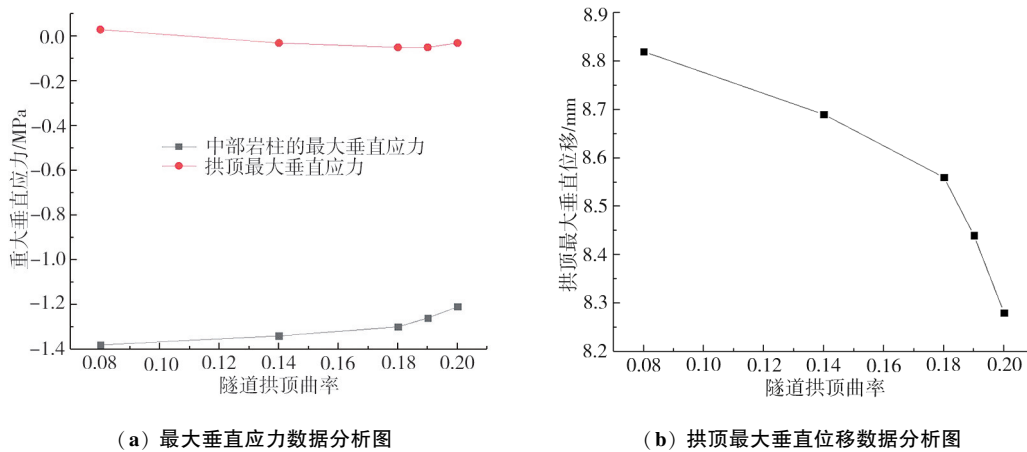 0.0
−0.2
−0.4
−0.6
−0.8
−1.0
−1.2
−1.4
重大垂直应力/MPa
中部岩柱的最大垂直应力
拱顶最大垂直应力
0.08 0.10 0.12 0.14 0.16 0.18 0.20
隧道拱顶曲率
(a) 最大垂直应力数据分析图
8.9
8.8
8.7
8.6
8.5
8.4
8.3
8.2
拱顶最大垂直位移/mm
0.08 0.10 0.12 0.14 0.16 0.18 0.20
隧道拱顶曲率
(b) 拱顶最大垂直位移数据分析图